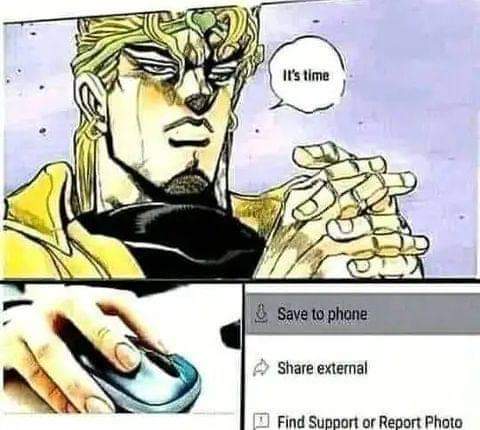 It's time
Save to phone
Share external
Find Support or Report Photo